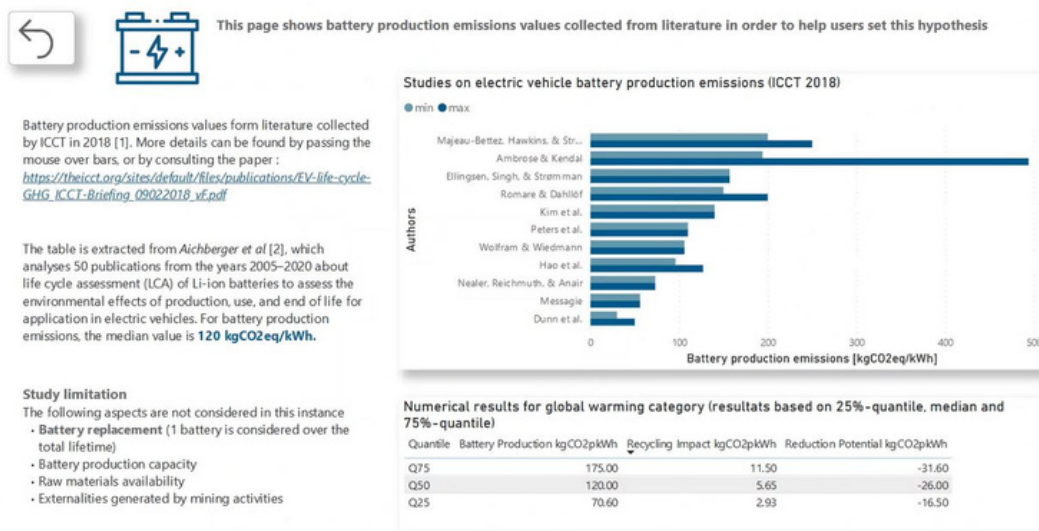 This page shows battery production emissions values collected from literature in order to help users set this hypothesis
Battery production emissions values form literature collected
by ICCT in 2018 [1]. More details can be found by passing the
mouse over bars, or by consulting the paper :
https://theicct.org/sites/default/files/publications/EV-life-cycle-
GHG_ICCT-Briefing_09022018_vF.pdf
The table is extracted from Aichberger et al [2], which
analyses 50 publications from the years 2005–2020 about
life cycle assessment (LCA) of Li-ion batteries to assess the
environmental effects of production, use, and end of life for
application in electric vehicles. For battery production
emissions, the median value is 120 kgCO2eq/kWh.
Study limitation
The following aspects are not considered in this instance
• Battery replacement (1 battery is considered over the
total lifetime)
• Battery production capacity
• Raw materials availability
• Externalities generated by mining activities
Studies on electric vehicle battery production emissions (ICCT 2018)
min max
Authors
Majeau-Bettez, Hawkins, & Str...
Ambrose & Kendal
Ellingsen, Singh, & Strømman
Romare & Dahllöf
Kim et al.
Peters et al.
Wolfram & Wiedmann
Hao et al.
Nealer, Reichmuth, & Anair
Messagie
Dunn et al.
0 100 200 300 400 500
Battery production emissions [kgCO2eq/kWh]
Numerical results for global warming category (resultats based on 25%-quantile, median and
75%-quantile)
Quantile Battery Production kgCO2pkWh Recycling Impact kgCO2pkWh Reduction Potential kgCO2pkWh
Q75 175.00 11.50 -31.60
Q50 120.00 5.65 -26.00
Q25 70.60 2.93 -16.50